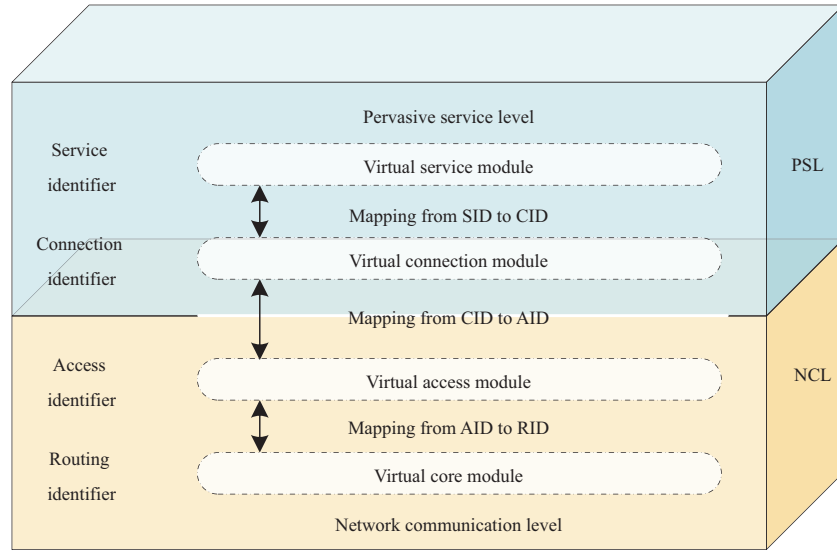 Pervasive service level
Service
identifier
Virtual service module
PSL
Mapping from SID to CID
Connection
identifier
Virtual connection module
Mapping from CID to AID
Access
identifier
Virtual access module
NCL
Mapping from AID to RID
Routing
identifier
Virtual core module
Network communication level